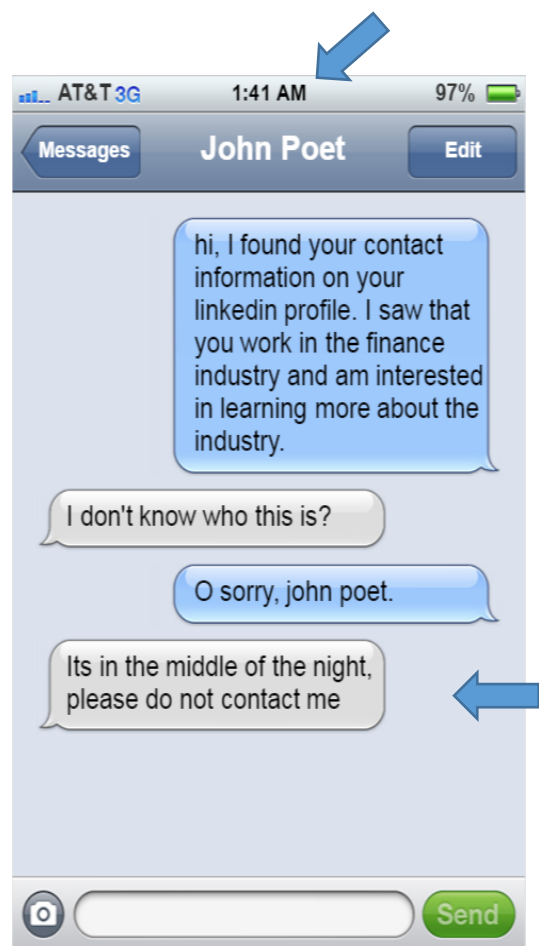 AT&T 3G 1:41 AM 97%
Messages John Poet Edit
hi, I found your contact
information on your
linkedin profile. I saw that
you work in the finance
industry and am interested
in learning more about the
industry.
I don't know who this is?
O sorry, john poet.
Its in the middle of the night,
please do not contact me
Send